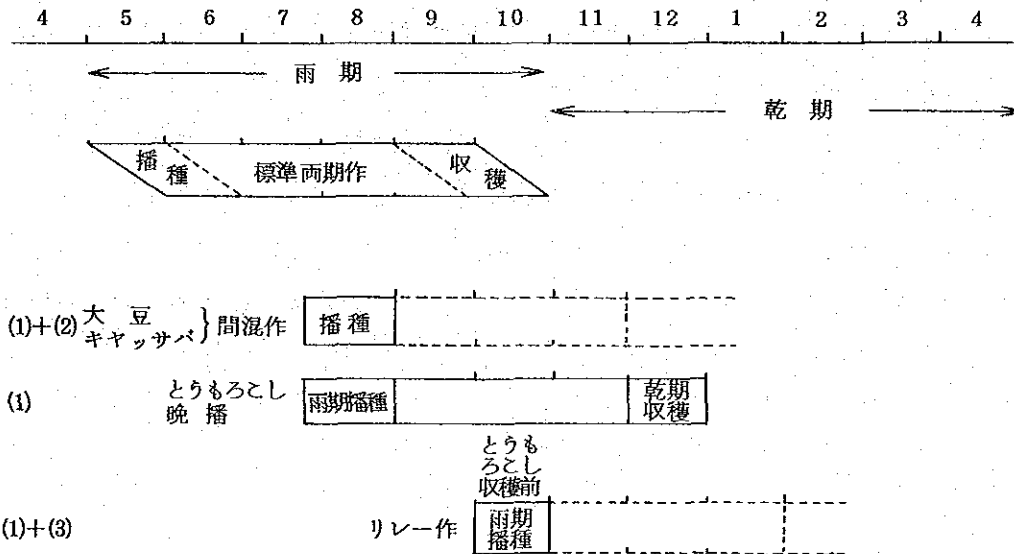 4 5 6 7 8 9 10 11 12 1 2 3 4
雨期
乾期
播種 標準両期作 収穫
(1)+(2) 大豆 キャッサバ } 間混作 播種
(1) とうもろこし 晩播 雨期播種 乾期収穫
とうも
ろこし
収穫前
(1)+(3) リレー作 雨期播種